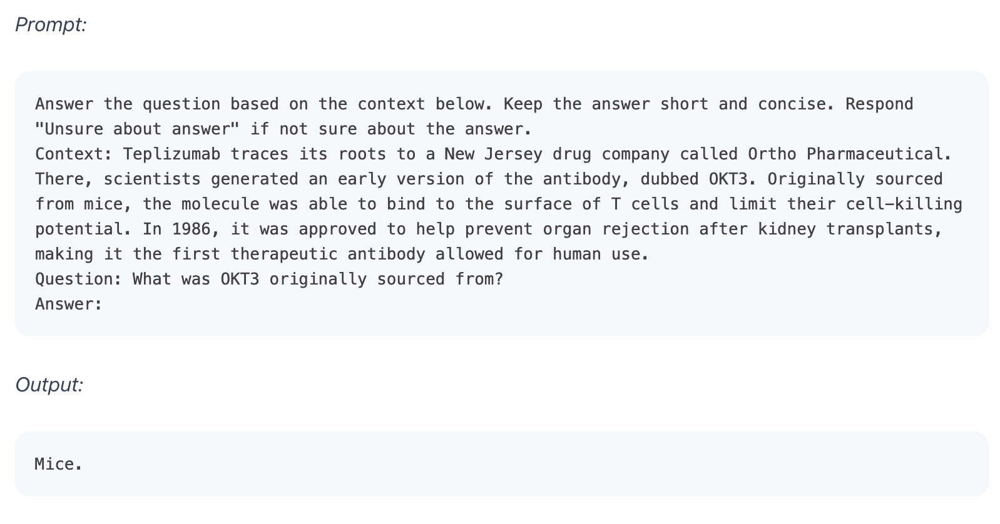 Prompt:
Answer the question based on the context below. Keep the answer short and concise. Respond
"Unsure about answer" if not sure about the answer.
Context: Teplizumab traces its roots to a New Jersey drug company called Ortho Pharmaceutical.
There, scientists generated an early version of the antibody, dubbed OKT3. Originally sourced
from mice, the molecule was able to bind to the surface of T cells and limit their cell-killing
potential. In 1986, it was approved to help prevent organ rejection after kidney transplants,
making it the first therapeutic antibody allowed for human use.
Question: What was OKT3 originally sourced from?
Answer:
Output:
Mice.